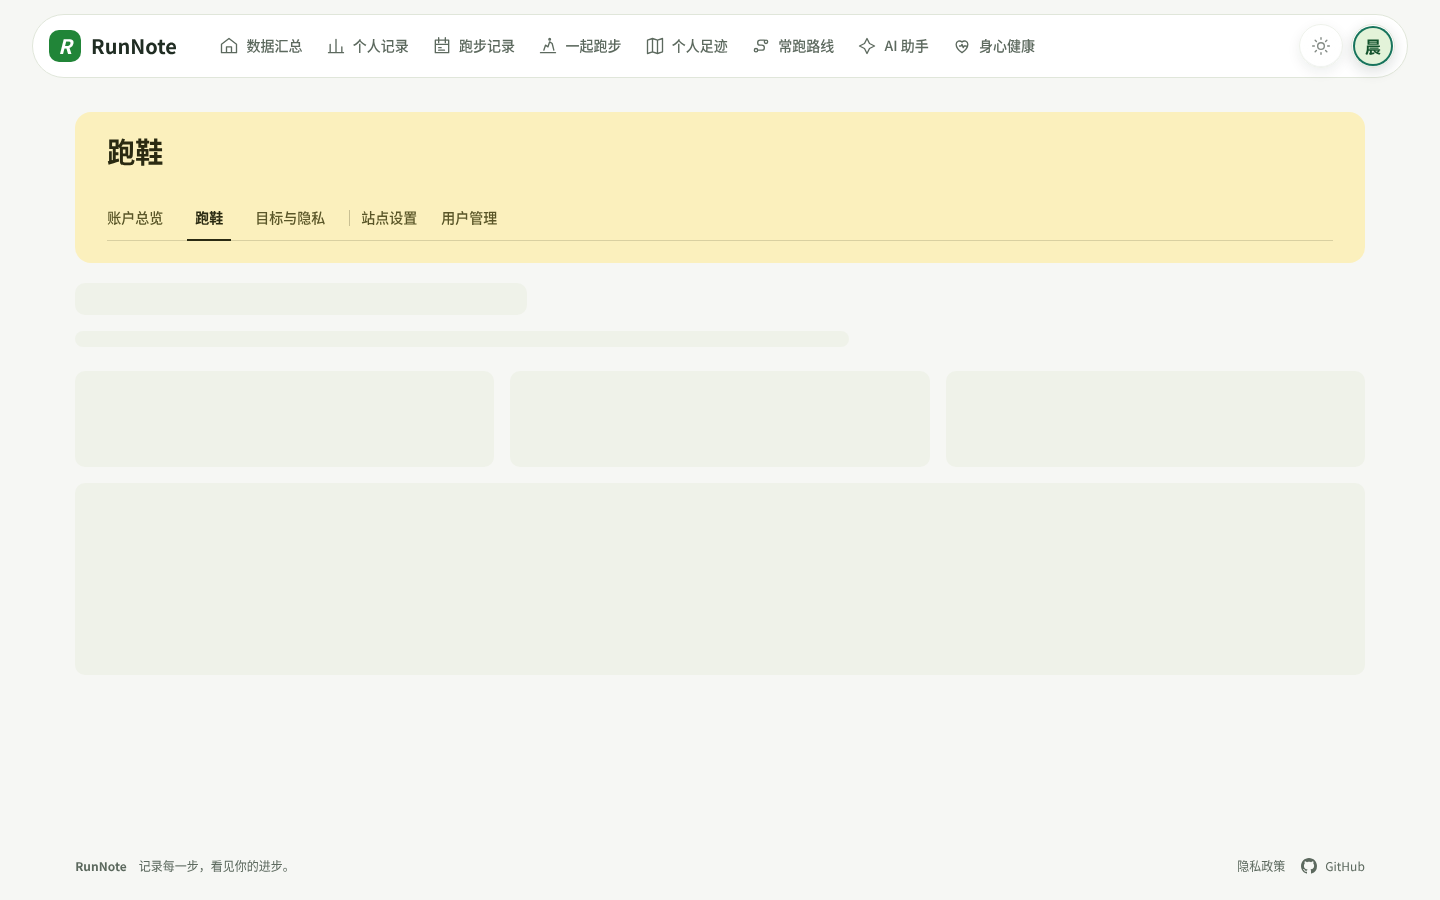 R RunNote 数据汇总 个人记录 跑步记录 一起跑步 个人足迹 常跑路线 AI 助手 身心健康 晨
跑鞋
账户总览 跑鞋 目标与隐私 站点设置 用户管理
RunNote 记录每一步，看见你的进步。 隐私政策 GitHub